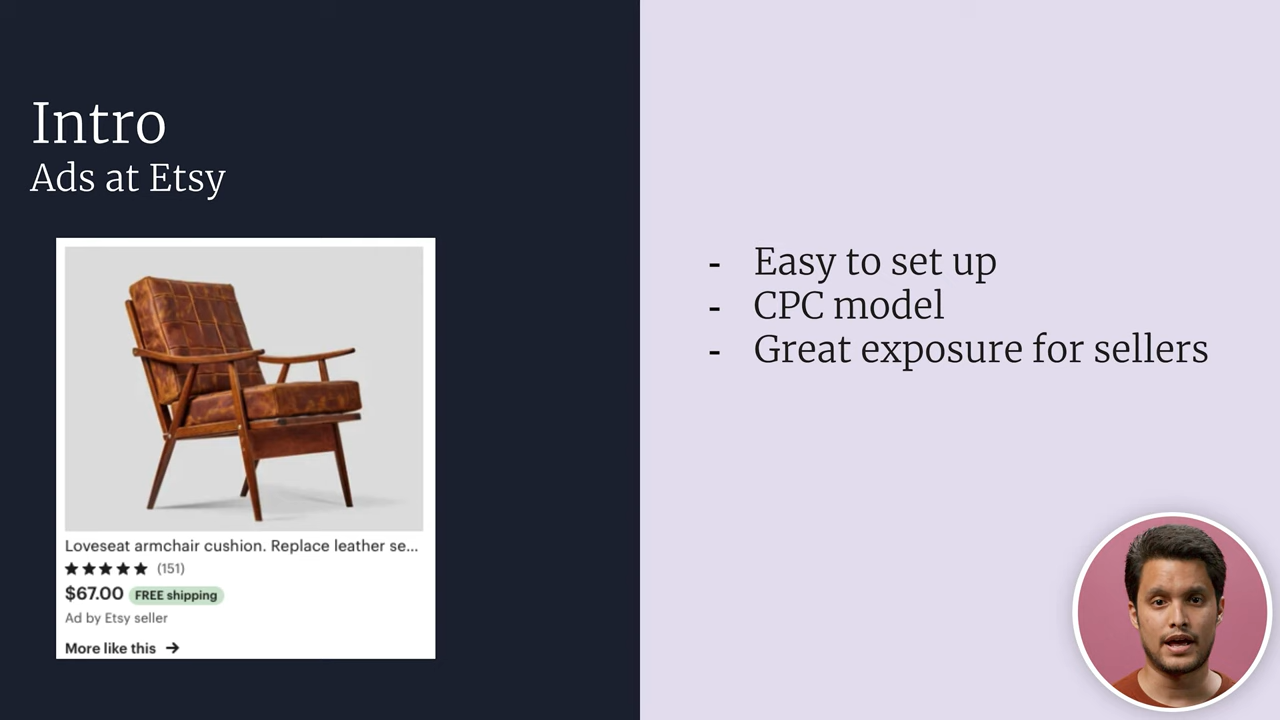 Intro
Ads at Etsy
Loveseat armchair cushion. Replace leather se...
(151)
$67.00 FREE shipping
Ad by Etsy seller
More like this →
- Easy to set up
- CPC model
- Great exposure for sellers